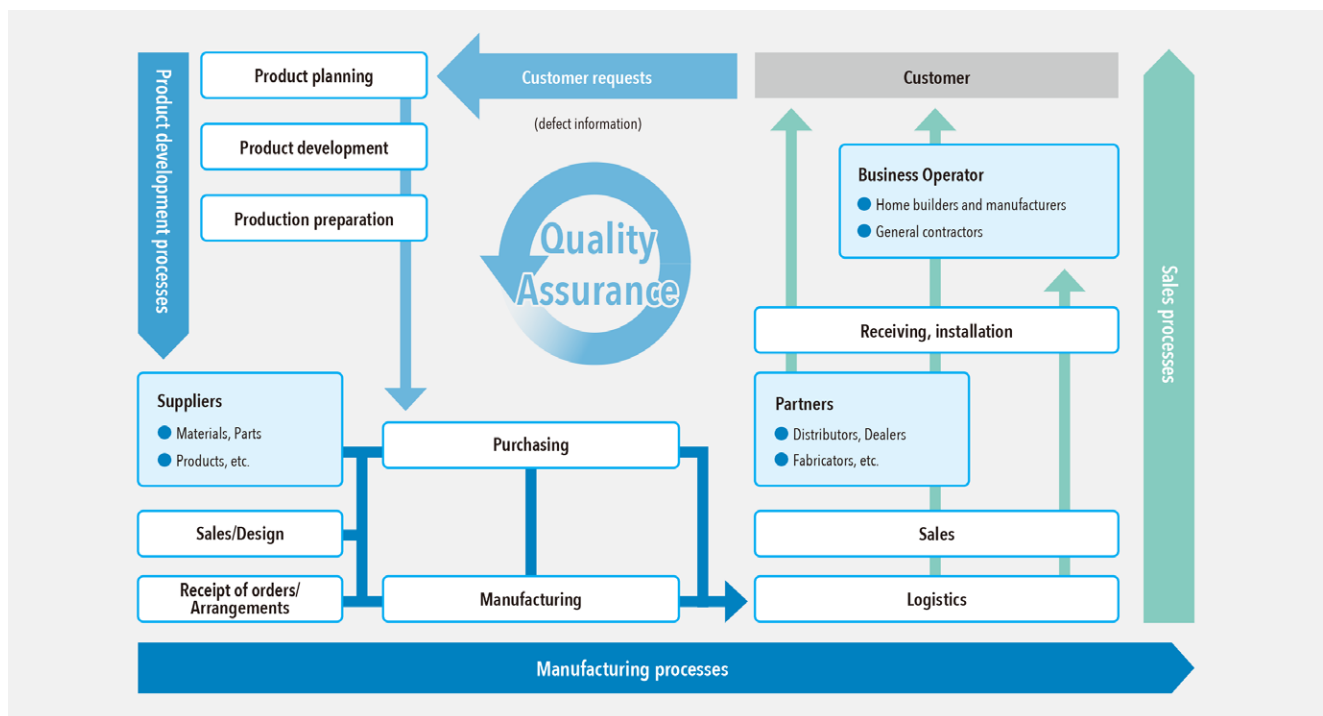 Product development processes
Product planning
Product development
Production preparation
Customer requests
(defect information)
Quality
Assurance
Customer
Business Operator
Home builders and manufacturers
General contractors
Receiving, installation
Sales processes
Suppliers
Materials, Parts
Products, etc.
Purchasing
Partners
Distributors, Dealers
Fabricators, etc.
Sales/Design
Sales
Receipt of orders/
Arrangements
Manufacturing
Logistics
Manufacturing processes